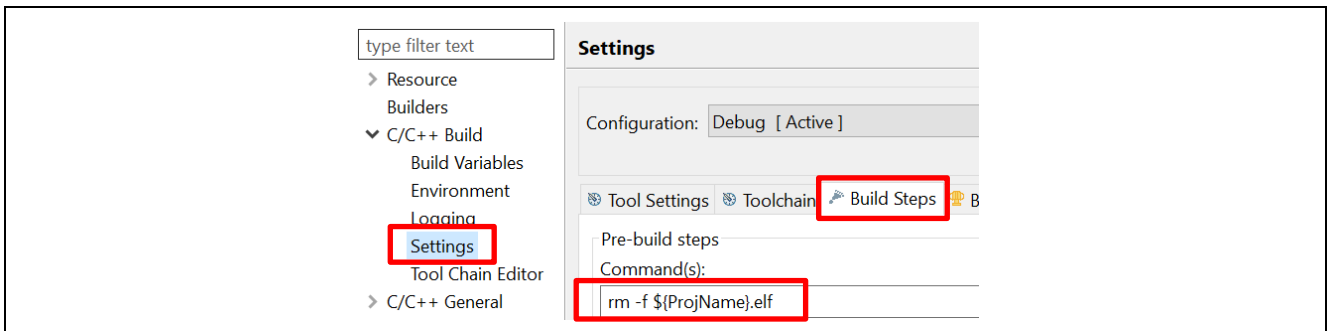 type filter text
Resource
Builders
C/C++ Build
Build Variables
Environment
Logging
Settings
Tool Chain Editor
C/C++ General
Settings
Configuration: Debug [ Active ]
Tool Settings Toolchain Build Steps B
Pre-build steps
Command(s):
rm -f ${ProjName}.elf